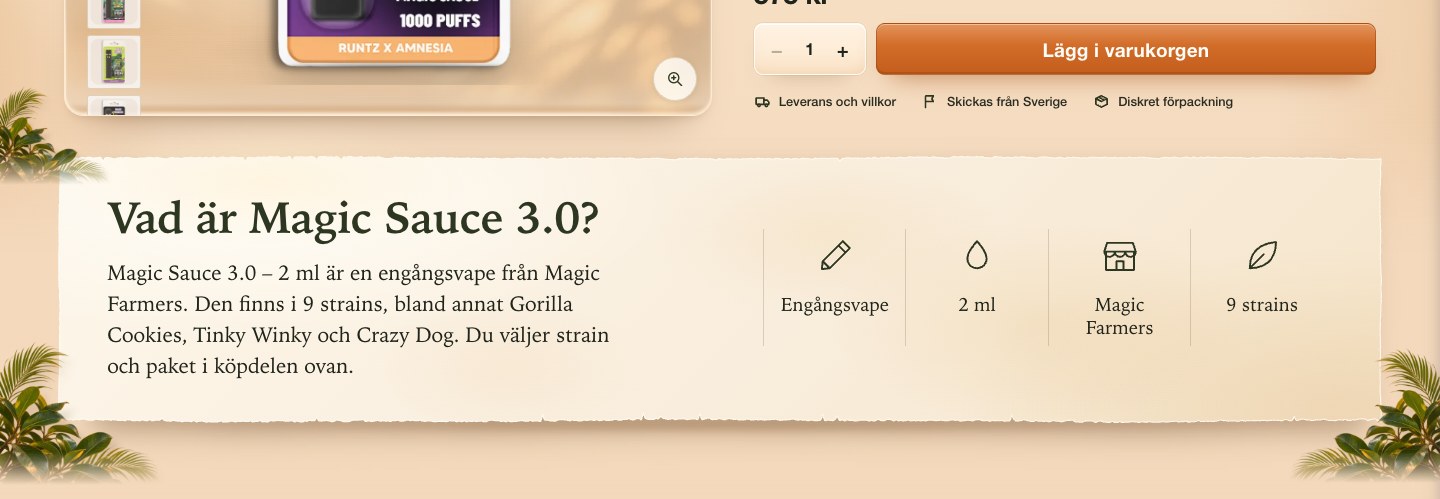 1000 PUFFS
RUNTZ X AMNESIA
1
Lägg i varukorgen
Leverans och villkor
Skickas från Sverige
Diskret förpackning
Vad är Magic Sauce 3.0?
Magic Sauce 3.0 – 2 ml är en engångsvape från Magic
Farmers. Den finns i 9 strains, bland annat Gorilla
Cookies, Tinky Winky och Crazy Dog. Du väljer strain
och paket i köpdelen ovan.
Engångsvape
2 ml
Magic
Farmers
9 strains